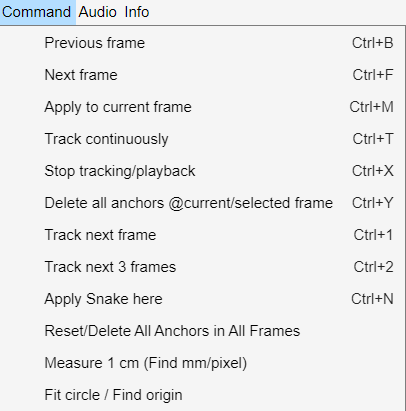 Command Audio Info
Previous frame Ctrl+B
Next frame Ctrl+F
Apply to current frame Ctrl+M
Track continuously Ctrl+T
Stop tracking/playback Ctrl+X
Delete all anchors @current/selected frame Ctrl+Y
Track next frame Ctrl+1
Track next 3 frames Ctrl+2
Apply Snake here Ctrl+N
Reset/Delete All Anchors in All Frames
Measure 1 cm (Find mm/pixel)
Fit circle / Find origin